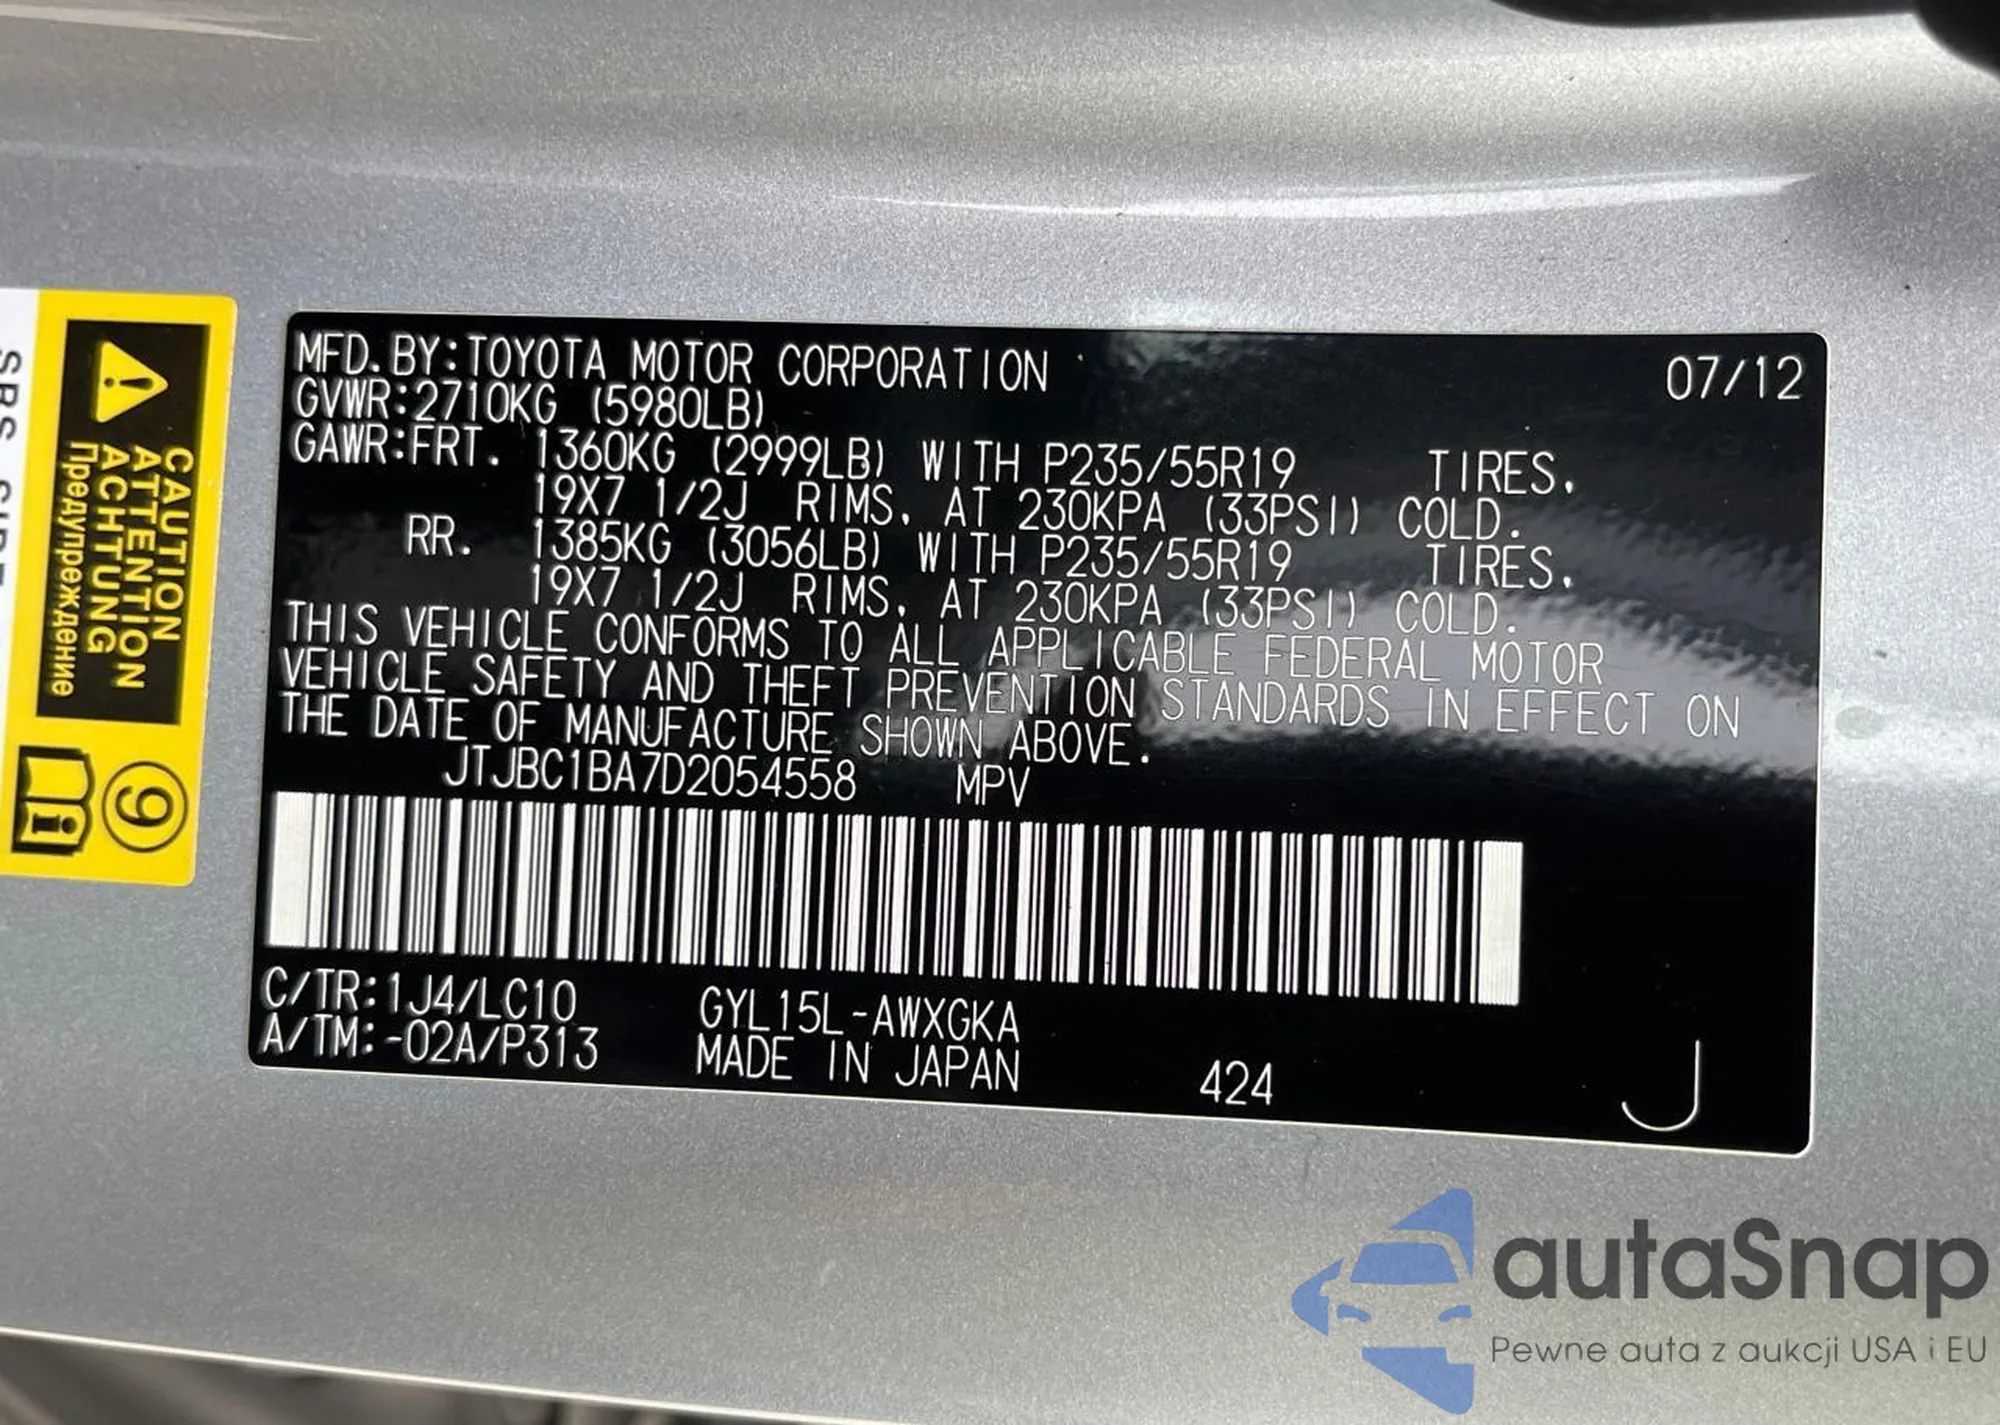 MFD. BY:TOYOTA MOTOR CORPORATION 07/12
GVWR:2710KG (5980LB)
GAWR:FRT. 1360KG (2999LB) WITH P235/55R19 TIRES.
19X7 1/2J RIMS. AT 230KPA (33PSI) COLD.
RR. 1385KG (3056LB) WITH P235/55R19 TIRES.
19X7 1/2J RIMS. AT 230KPA (33PSI) COLD.
THIS VEHICLE CONFORMS TO ALL APPLICABLE FEDERAL MOTOR
VEHICLE SAFETY AND THEFT PREVENTION STANDARDS IN EFFECT ON
THE DATE OF MANUFACTURE SHOWN ABOVE.
JTJBC1BA7D2054558 MPV
C/TR:1J4/LC10 GYL15L-AWXGKA
A/TM:-02A/P313 MADE IN JAPAN 424 J
CAUTION
ATTENTION
ACHTUNG
Предупреждение
9
SRS
autaSnap
Pewne auta z aukcji USA i EU